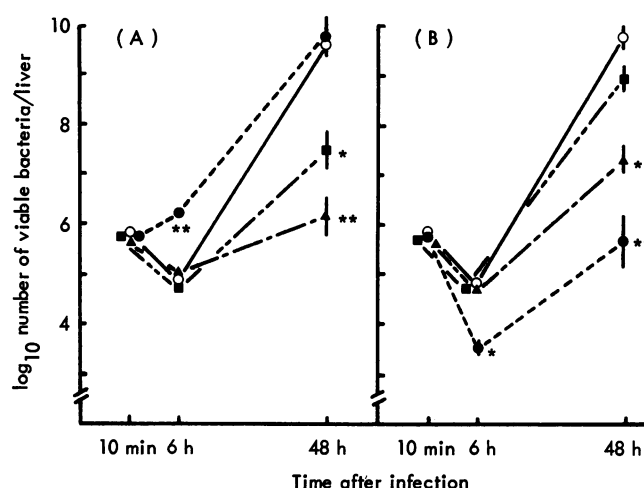 (A)
(B)
10
8
6
4
log10 number of viable bacteria/liver
**
*
**
*
*
*
10 min 6 h 48 h
10 min 6 h 48 h
Time after infection